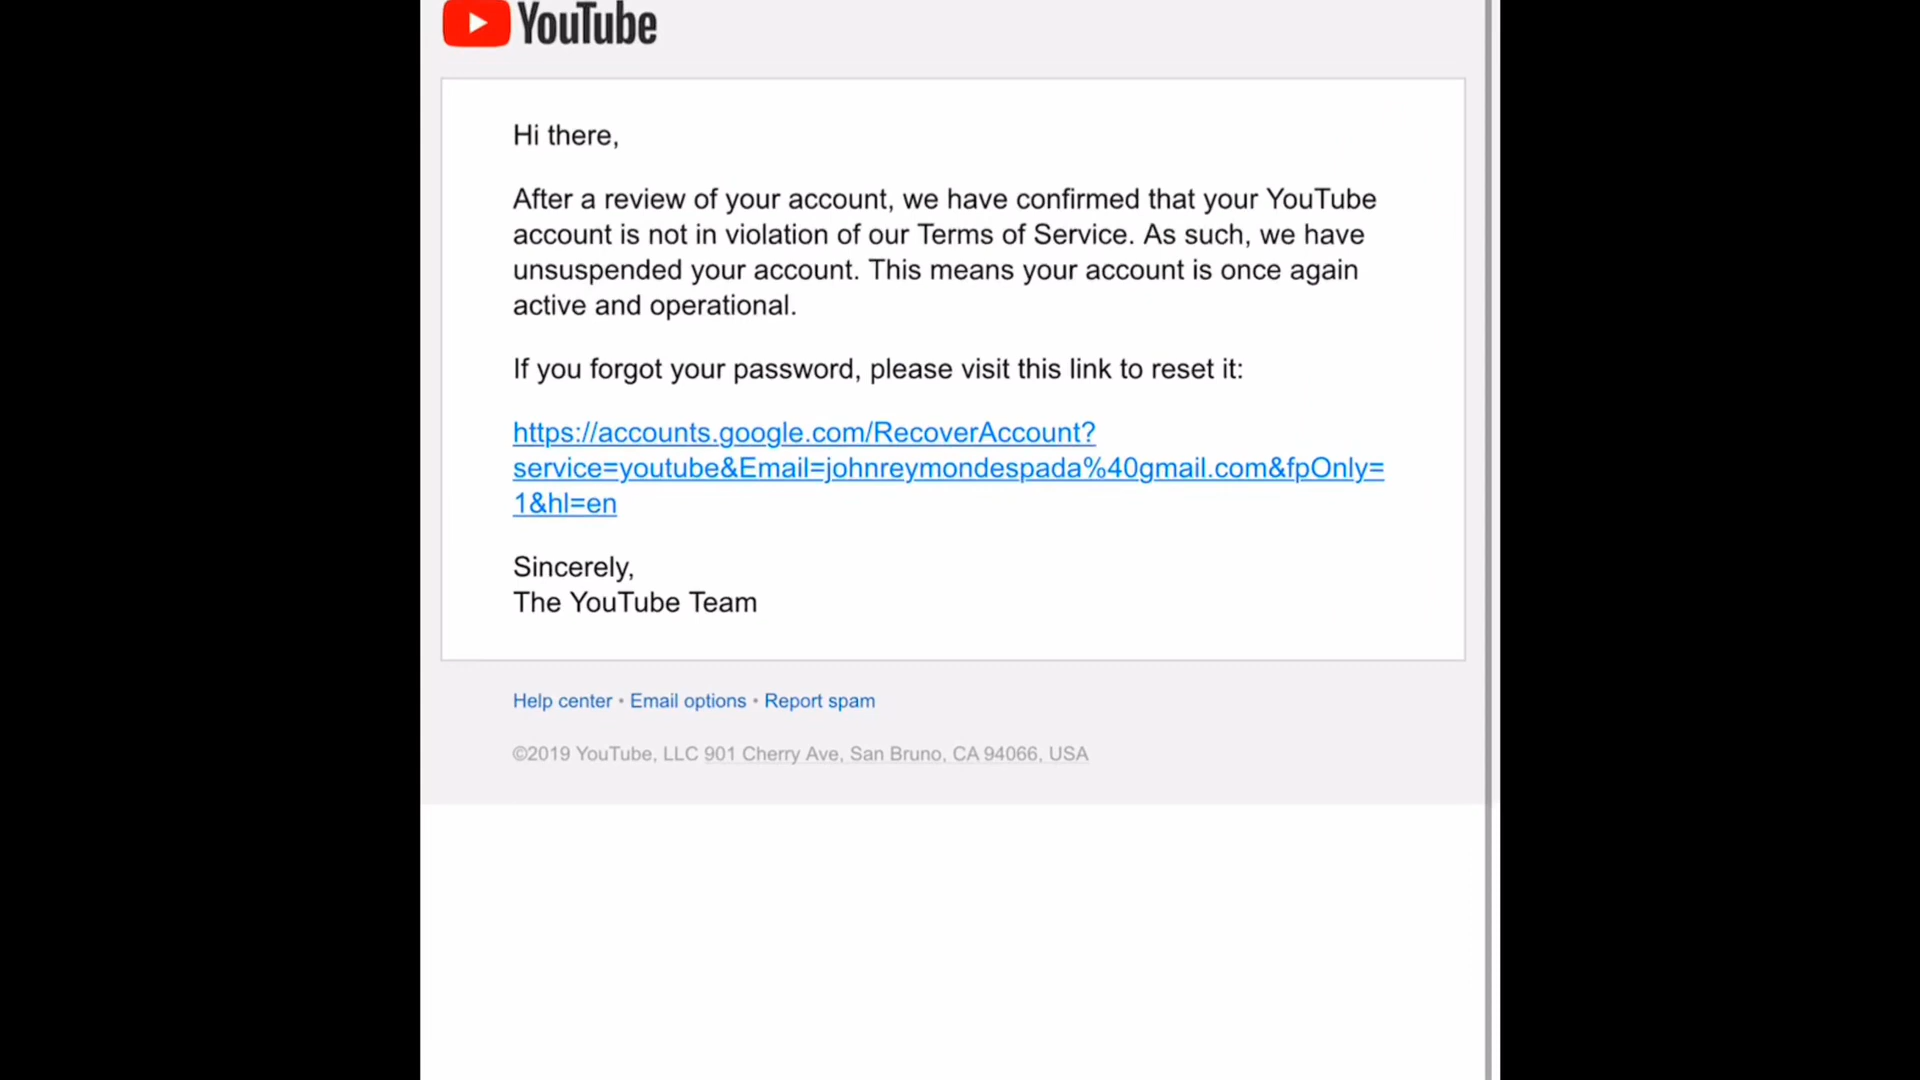 YouTube
Hi there,
After a review of your account, we have confirmed that your YouTube
account is not in violation of our Terms of Service. As such, we have
unsuspended your account. This means your account is once again
active and operational.
If you forgot your password, please visit this link to reset it:
https://accounts.google.com/RecoverAccount?
service=youtube&Email=johnreymondespada%40gmail.com&fpOnly=
1&hl=en
Sincerely,
The YouTube Team
Help center • Email options • Report spam
©2019 YouTube, LLC 901 Cherry Ave, San Bruno, CA 94066, USA